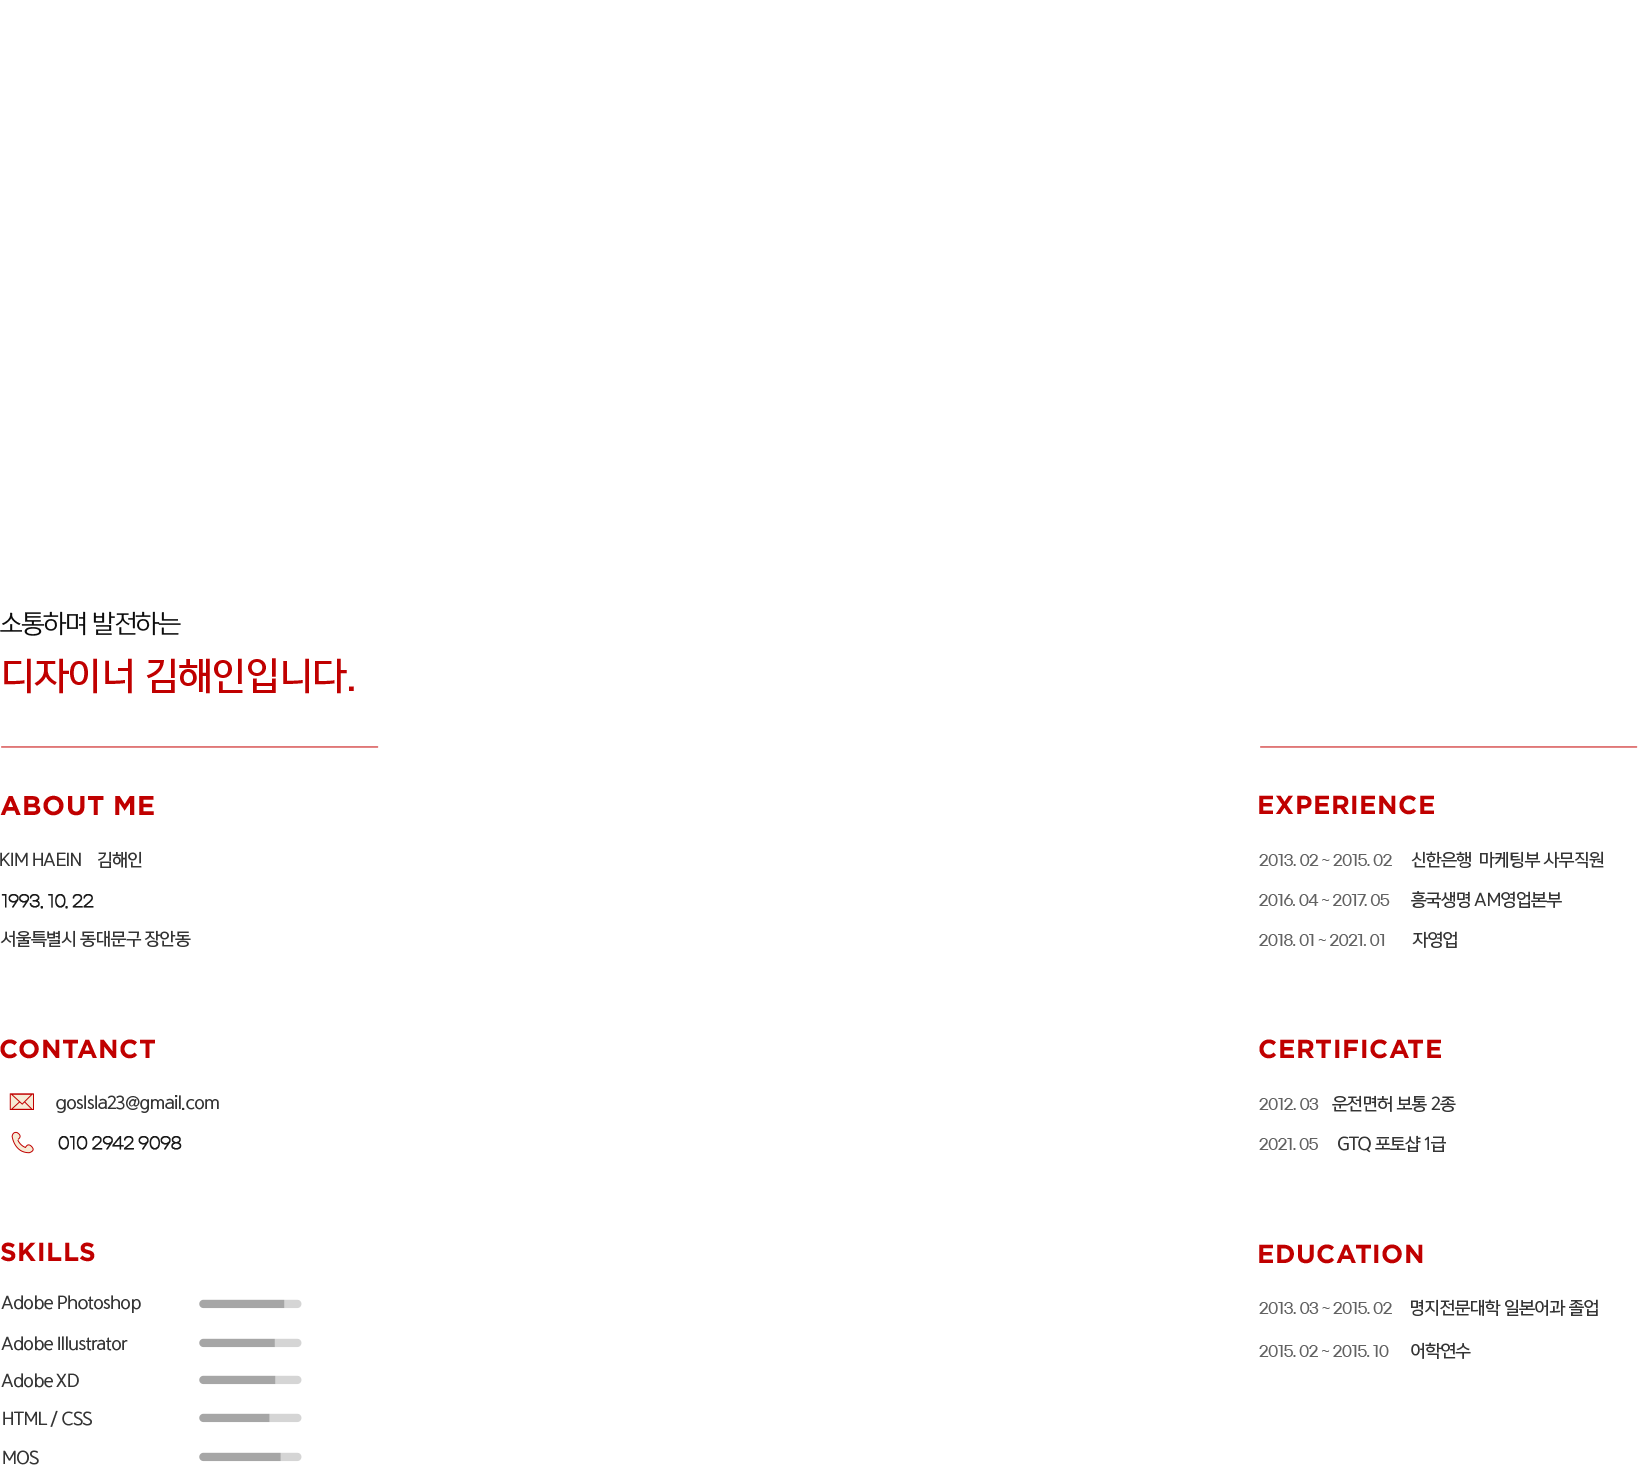 소통하며 발전하는
디자이너 김해인입니다.
ABOUT ME
KIM HAEIN 김해인
1993. 10. 22
서울특별시 동대문구 장안동
CONTANCT
goslsla23@gmail.com
010 2942 9098
SKILLS
Adobe Photoshop
Adobe Illustrator
Adobe XD
HTML / CSS
MOS
EXPERIENCE
2013. 02 ~ 2015. 02 신한은행 마케팅부 사무직원
2016. 04 ~ 2017. 05 흥국생명 AM영업본부
2018. 01 ~ 2021. 01 자영업
CERTIFICATE
2012. 03 운전면허 보통 2종
2021. 05 GTQ 포토샵 1급
EDUCATION
2013. 03 ~ 2015. 02 명지전문대학 일본어과 졸업
2015. 02 ~ 2015. 10 어학연수